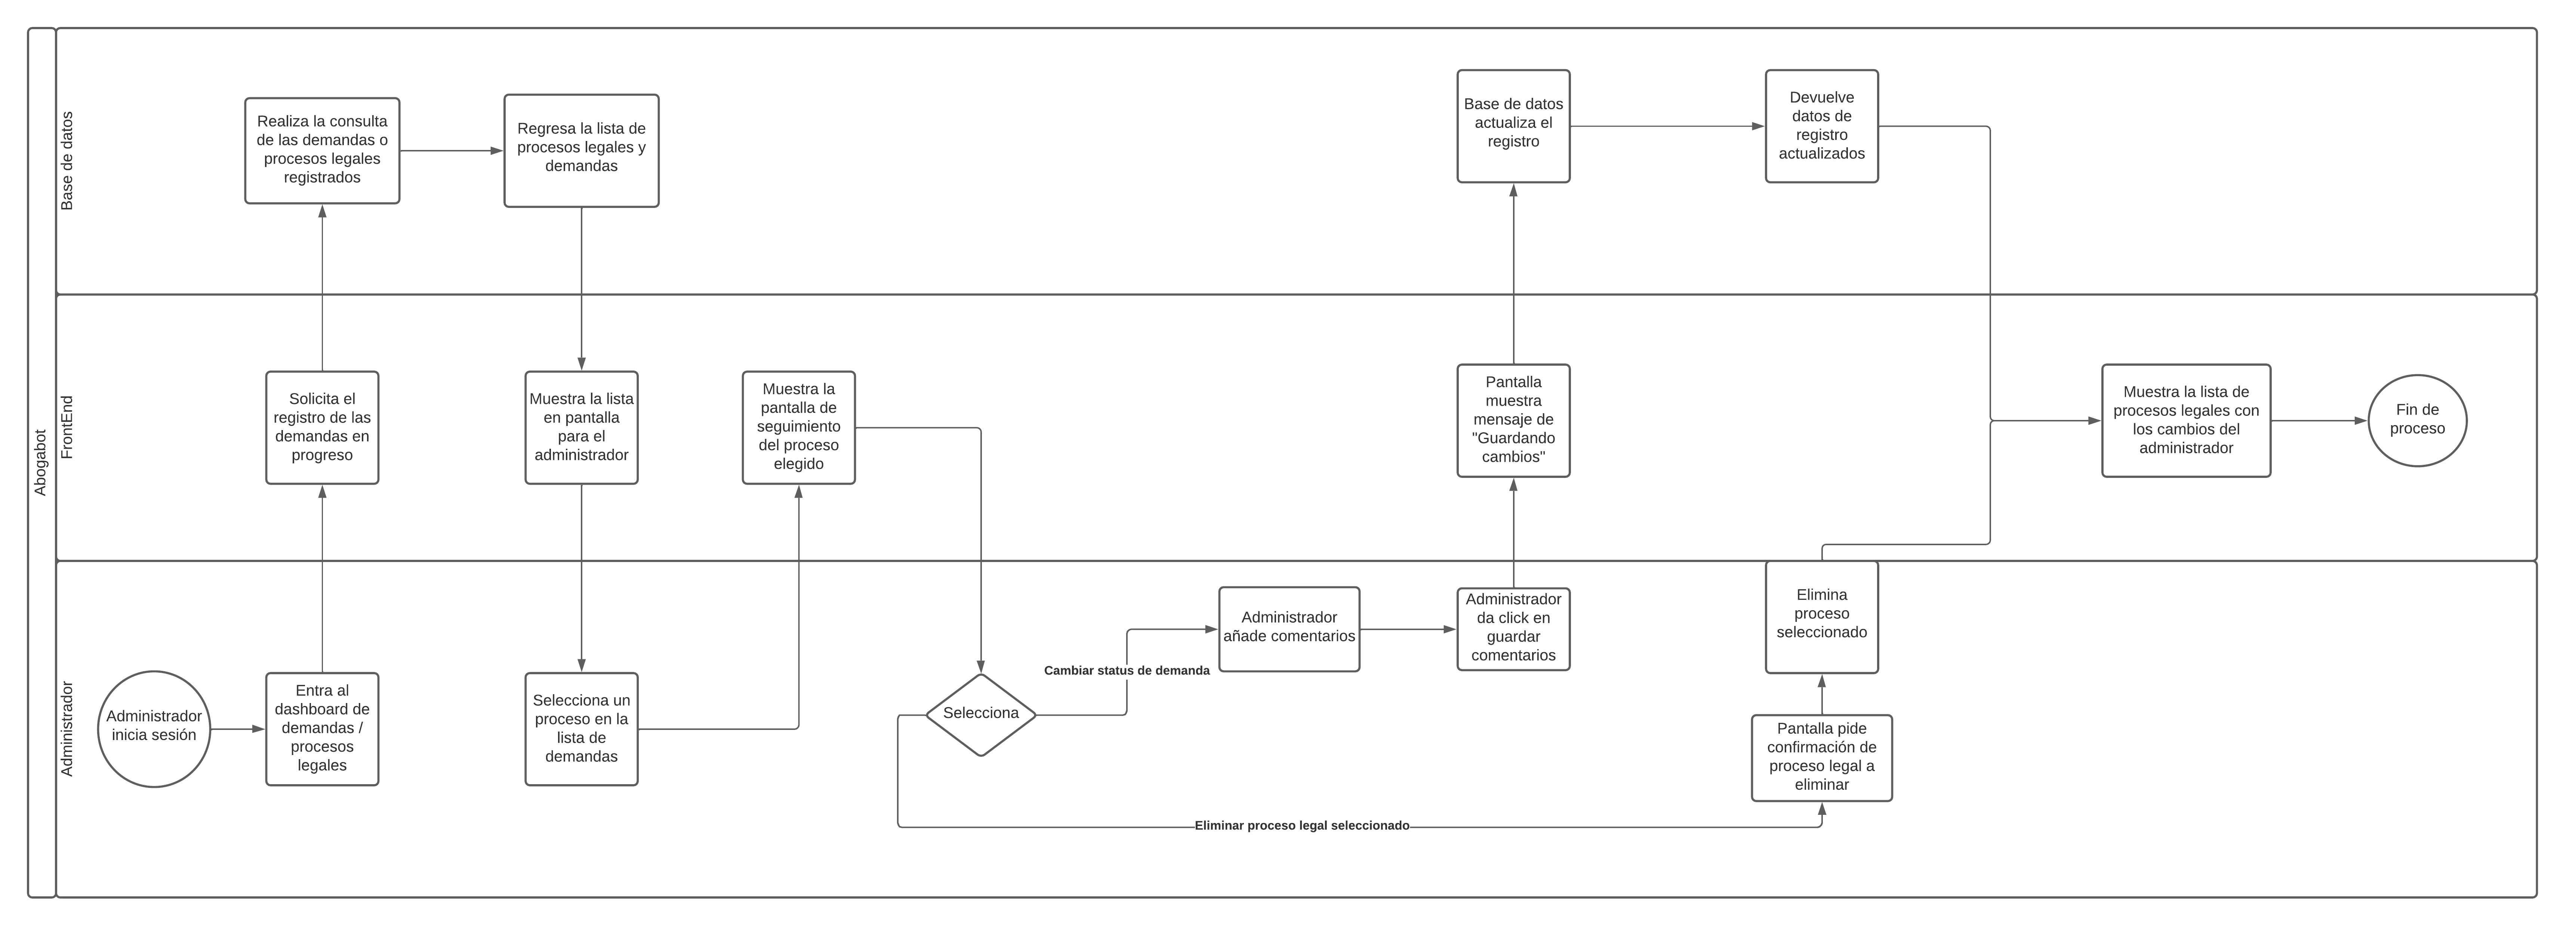 Abogabot
Base de datos
Realiza la consulta
de las demandas o
procesos legales
registrados
Regresa la lista de
procesos legales y
demandas
Base de datos
actualiza el
registro
Devuelve
datos de
registro
actualizados
FrontEnd
Solicita el
registro de las
demandas en
progreso
Muestra la lista
en pantalla
para el
administrador
Muestra la
pantalla de
seguimiento
del proceso
elegido
Pantalla
muestra
mensaje de
"Guardando
cambios"
Muestra la lista de
procesos legales con
los cambios del
administrador
Fin de
proceso
Administrador
Administrador
inicia sesión
Entra al
dashboard de
demandas /
procesos
legales
Selecciona un
proceso en la
lista de
demandas
Selecciona
Cambiar status de demanda
Administrador
añade comentarios
Administrador
da click en
guardar
comentarios
Elimina
proceso
seleccionado
Pantalla pide
confirmación de
proceso legal a
eliminar
Eliminar proceso legal seleccionado